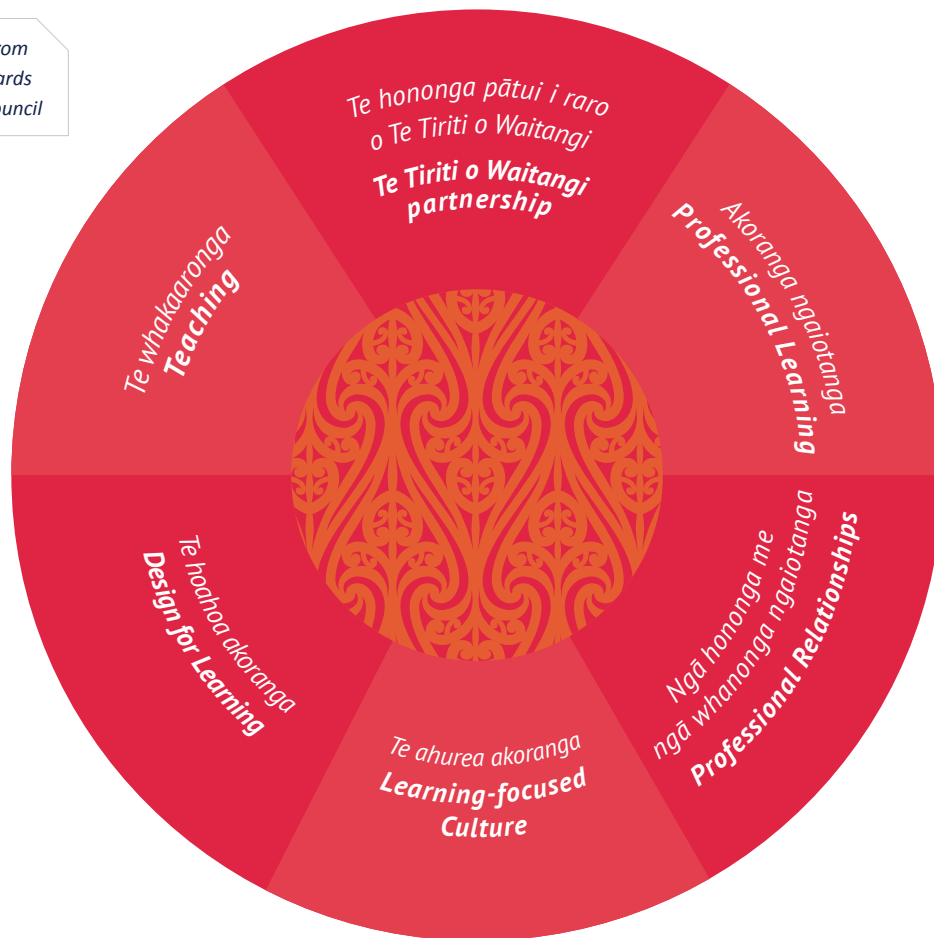 ards
Te hononga pātui i raro
o Te Tiriti o Waitangi
Te Tiriti o Waitangi
partnership
Akoranga ngaiotanga
Professional Learning
Ngā hononga me
ngā whanonga ngaiotanga
Professional Relationships
Te ahurea akoranga
Learning-focused
Culture
Te hoahoa akoranga
Design for Learning
Te whakaaronga
Teaching